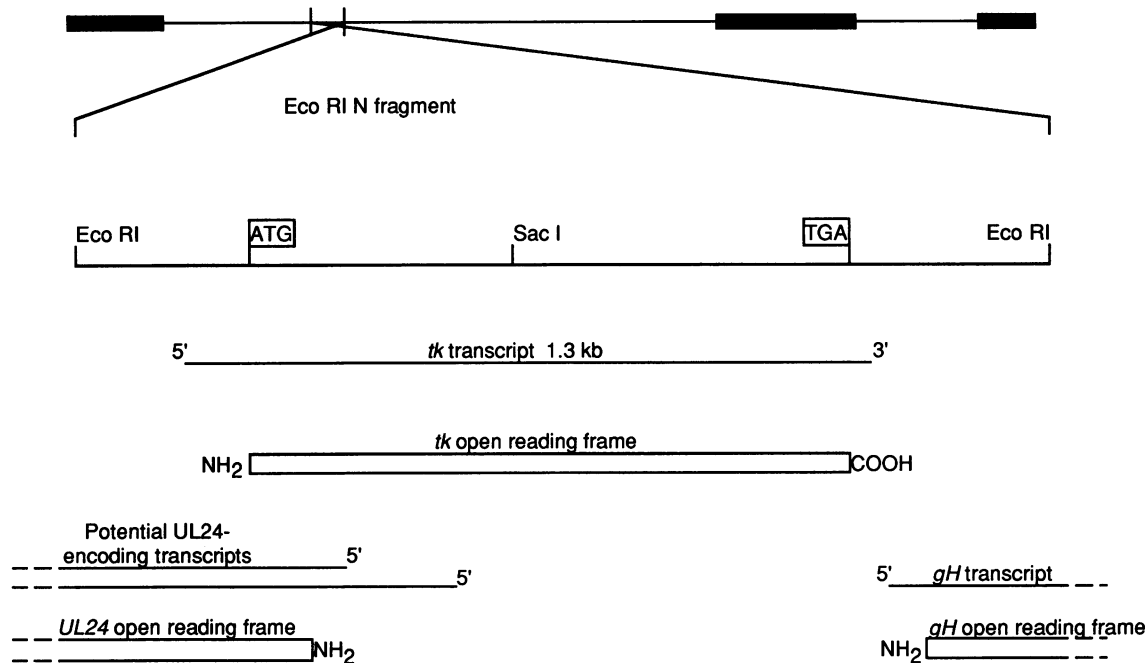 Eco RI N fragment
Eco RI
ATG
Sac I
TGA
Eco RI
5'
tk transcript 1.3 kb
3'
tk open reading frame
NH2
COOH
Potential UL24-
encoding transcripts
5'
5'
5'
gH transcript
UL24 open reading frame
NH2
gH open reading frame
NH2